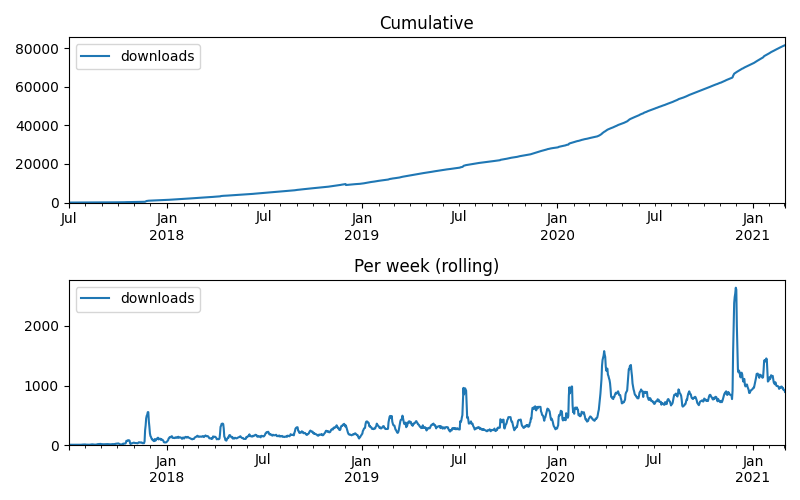 Cumulative
downloads
80000
60000
40000
20000
0
Jul Jan Jul Jan Jul Jan Jul Jan
2018 2019 2020 2021
Per week (rolling)
downloads
2000
1000
0
Jan Jul Jan Jul Jan Jul Jan
2018 2019 2020 2021